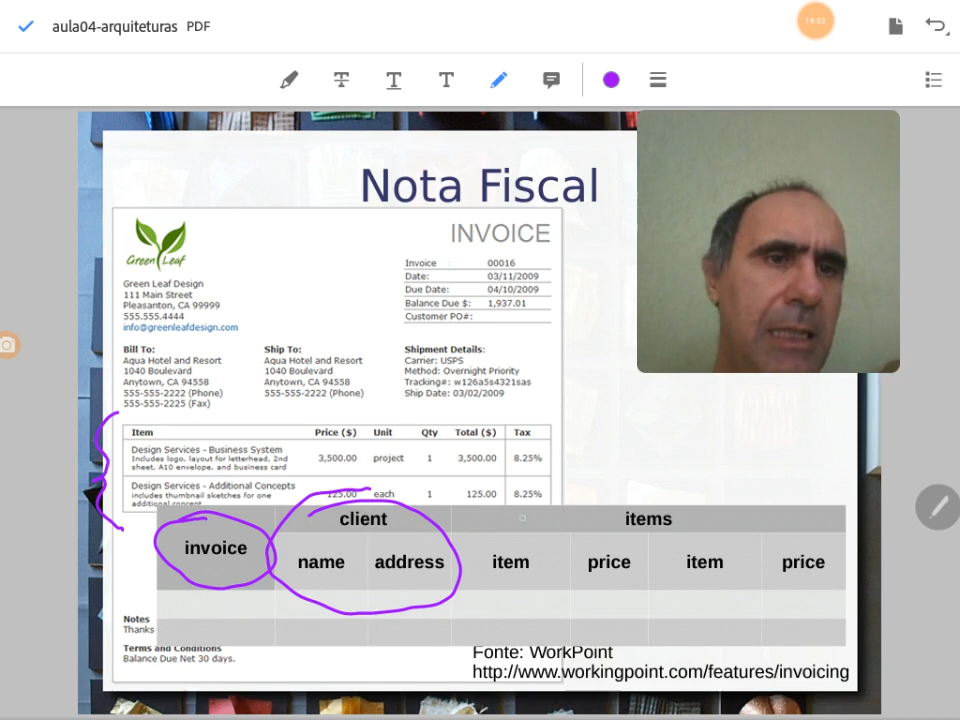 aula04-arquiteturas PDF
19:53
T T T
Nota Fiscal
INVOICE
Green Leaf
Invoice : 00016
Date: 03/11/2009
Due Date: 04/10/2009
Balance Due $: 1,937.01
Customer PO#:
Green Leaf Design
111 Main Street
Pleasanton, CA 99999
555.555.4444
info@greenleafdesign.com
Bill To:
Aqua Hotel and Resort
1040 Boulevard
Anytown, CA 94558
555-555-2222 (Phone)
555-555-2225 (Fax)
Ship To:
Aqua Hotel and Resort
1040 Boulevard
Anytown, CA 94558
555-555-2222 (Phone)
Shipment Details:
Carrier: USPS
Method: Overnight Priority
Tracking#: w126a5s4321sas
Ship Date: 03/02/2009
Item Price ($) Unit Qty Total ($) Tax
Design Services - Business System 3,500.00 project 1 3,500.00 8.25%
Includes logo, layout for letterhead, 2nd
sheet, A10 envelope, and business card
Design Services - Additional Concepts 125.00 each 1 125.00 8.25%
includes thumbnail sketches for one
additional concept
client items
invoice name address item price item price
Notes
Thanks
Terms and Conditions
Balance Due Net 30 days.
Fonte: WorkPoint
http://www.workingpoint.com/features/invoicing